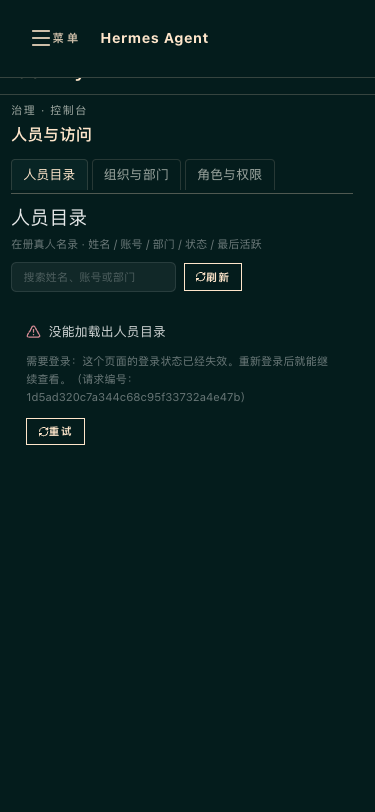 菜单
Hermes Agent
治理 · 控制台
人员与访问
人员目录
组织与部门
角色与权限
人员目录
在册真人名录 · 姓名 / 账号 / 部门 / 状态 / 最后活跃
搜索姓名、账号或部门
刷新
没能加载出人员目录
需要登录：这个页面的登录状态已经失效。重新登录后就能继
续查看。（请求编号：
1d5ad320c7a344c68c95f33732a4e47b）
重试